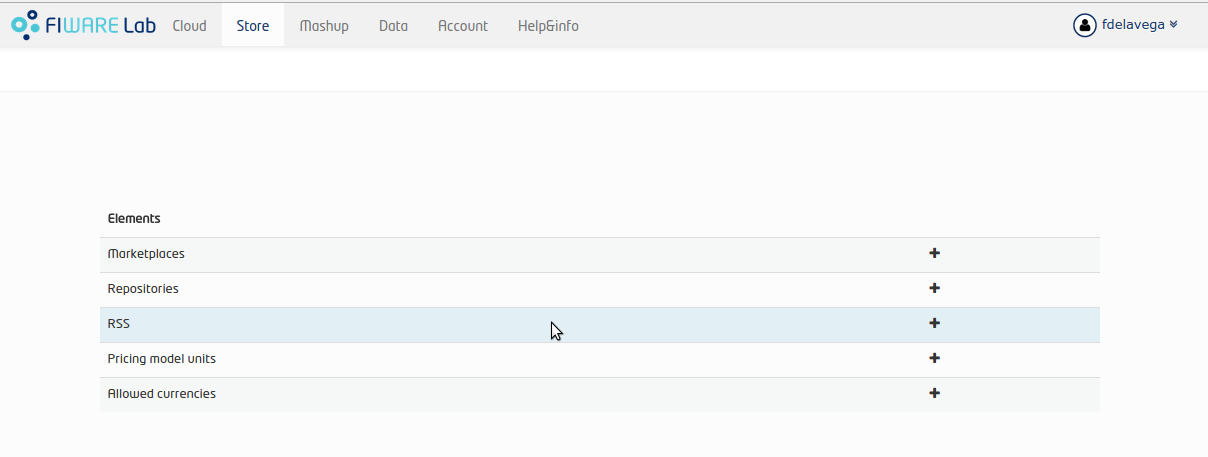 FIWARE Lab Cloud Store Mashup Data Account Help&info fdelavega
Elements
Marketplaces
Repositories
RSS
Pricing model units
Allowed currencies